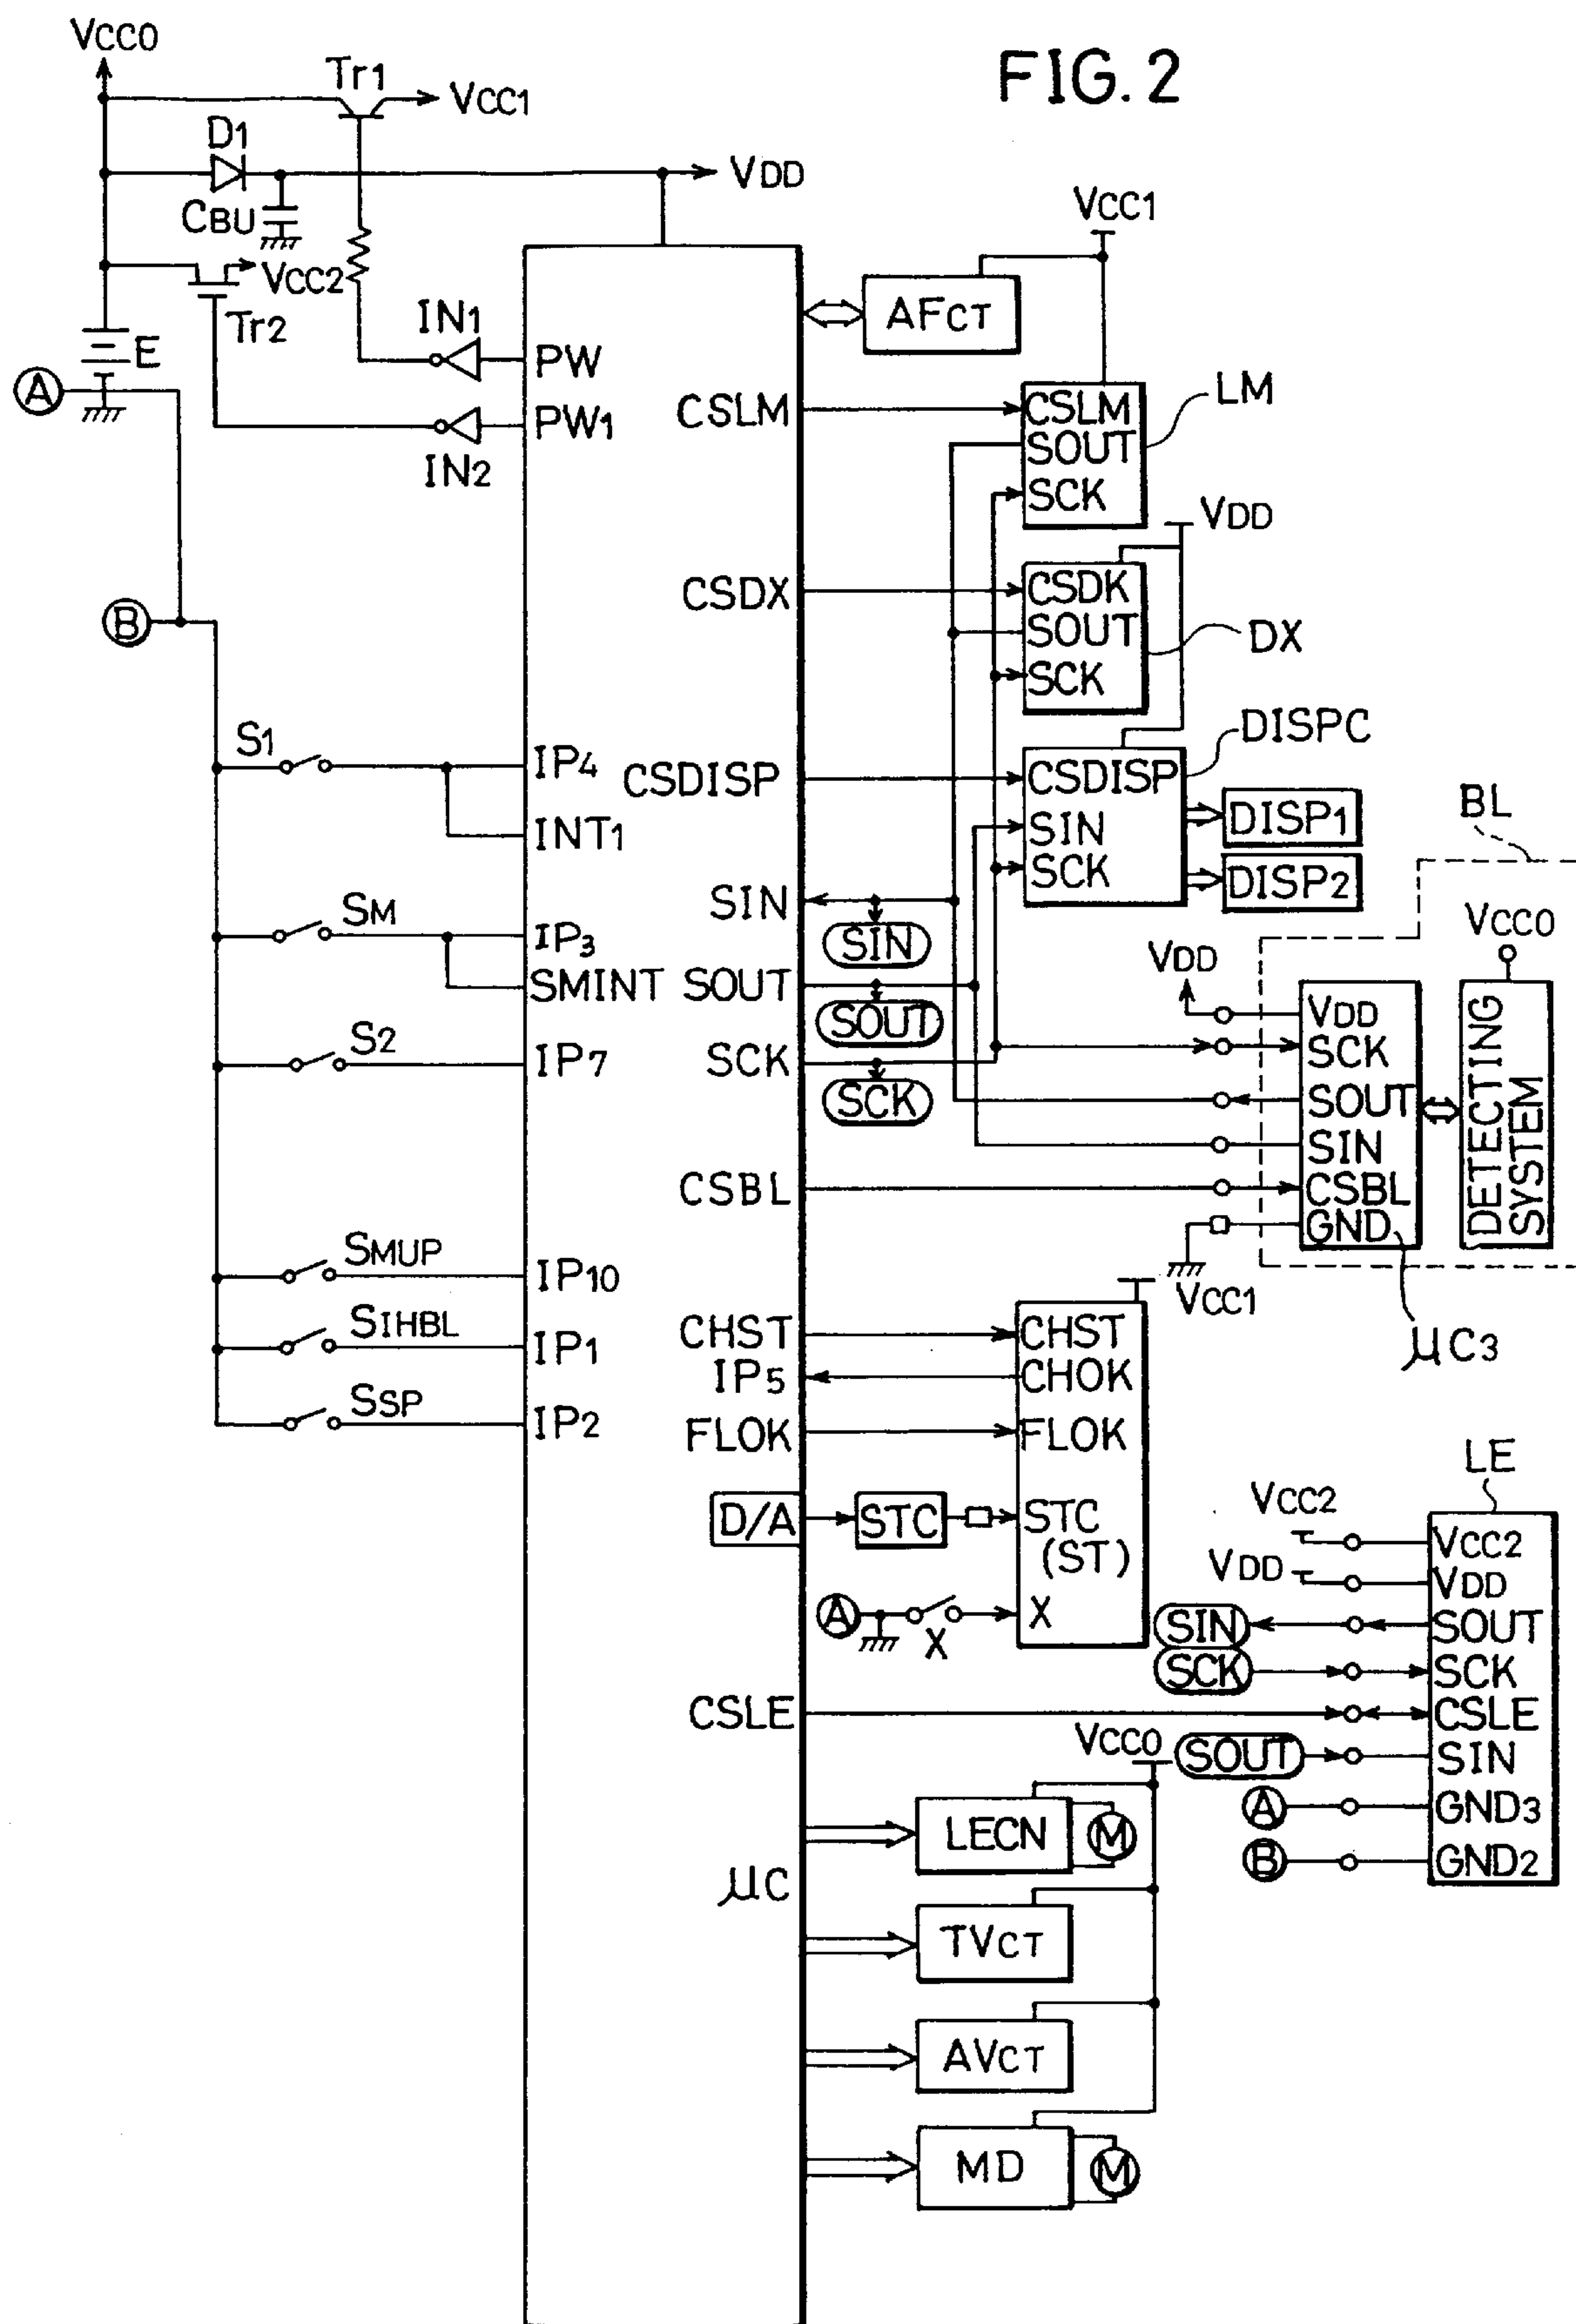 FIG. 2
VCC0
Tr1
VCC1
D1
VDD
CBU
VCC2
Tr2
E
A
IN1
PW
IN2
PW1
B
S1
IP4
INT1
SM
IP3
SMINT
S2
IP7
SMUP
IP10
SIHBL
IP1
SSP
IP2
CSLM
CSDX
CSDISP
SIN
SOUT
SCK
CSBL
CHST
IP5
FLOK
D/A
CSLE
μC
VCC1
AFCT
CSLM
SOUT
SCK
LM
VDD
CSDK
SOUT
SCK
DX
DISPC
CSDISP
SIN
SCK
DISP1
DISP2
SIN
SOUT
SCK
BL
VCC0
VDD
VDD
SCK
SOUT
SIN
CSBL
GND
DETECTING
SYSTEM
μC3
VCC1
CHST
CHOK
FLOK
STC
STC
(ST)
A
X
X
LE
VCC2
VCC2
VDD
VDD
SIN
SOUT
SCK
SCK
CSLE
SOUT
SIN
A
GND3
B
GND2
VCC0
LECN
M
TVCT
AVCT
MD
M